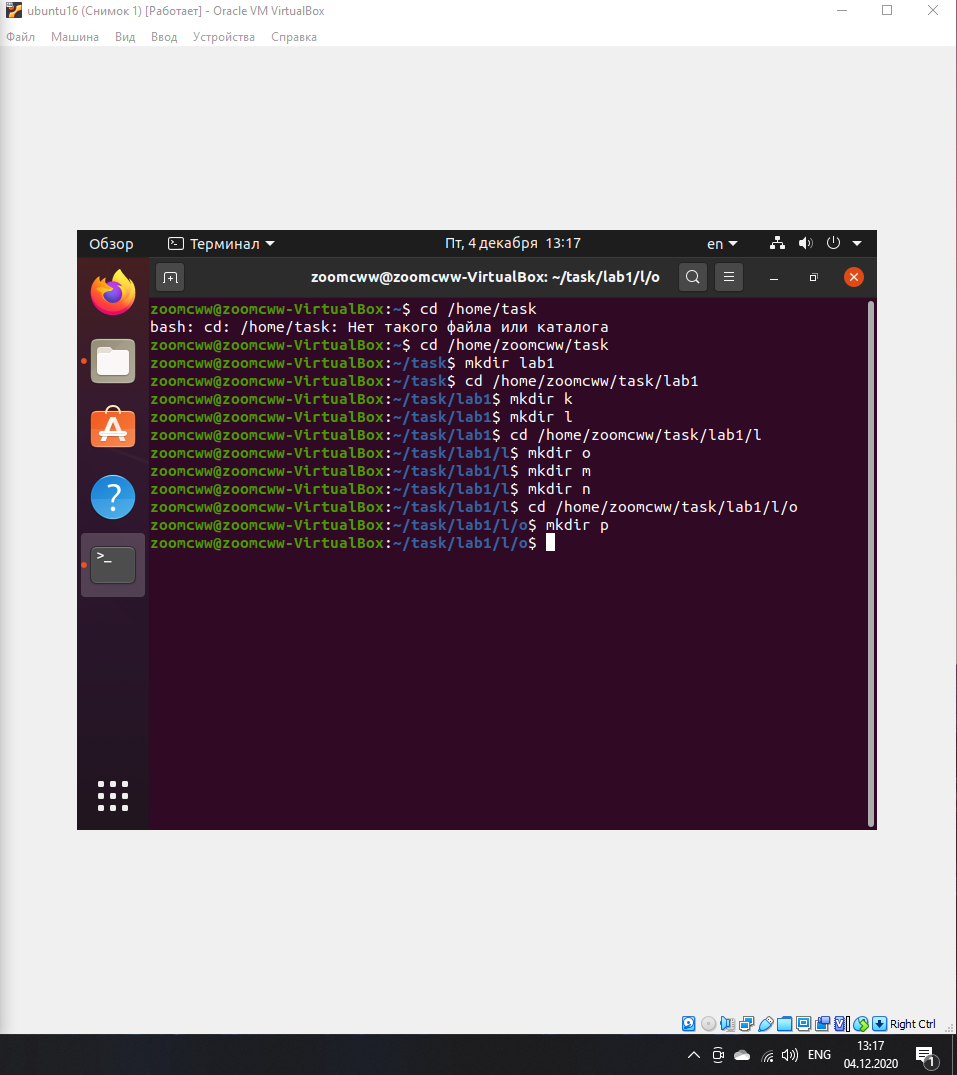 ubuntu16 (Снимок 1) [Работает] - Oracle VM VirtualBox
Файл Машина Вид Ввод Устройства Справка
Обзор Терминал Пт, 4 декабря 13:17 en
zoomcww@zoomcww-VirtualBox: ~/task/lab1/l/o
zoomcww@zoomcww-VirtualBox:~$ cd /home/task
bash: cd: /home/task: Нет такого файла или каталога
zoomcww@zoomcww-VirtualBox:~$ cd /home/zoomcww/task
zoomcww@zoomcww-VirtualBox:~/task$ mkdir lab1
zoomcww@zoomcww-VirtualBox:~/task$ cd /home/zoomcww/task/lab1
zoomcww@zoomcww-VirtualBox:~/task/lab1$ mkdir k
zoomcww@zoomcww-VirtualBox:~/task/lab1$ mkdir l
zoomcww@zoomcww-VirtualBox:~/task/lab1$ cd /home/zoomcww/task/lab1/l
zoomcww@zoomcww-VirtualBox:~/task/lab1/l$ mkdir o
zoomcww@zoomcww-VirtualBox:~/task/lab1/l$ mkdir m
zoomcww@zoomcww-VirtualBox:~/task/lab1/l$ mkdir n
zoomcww@zoomcww-VirtualBox:~/task/lab1/l$ cd /home/zoomcww/task/lab1/l/o
zoomcww@zoomcww-VirtualBox:~/task/lab1/l/o$ mkdir p
zoomcww@zoomcww-VirtualBox:~/task/lab1/l/o$
Right Ctrl
ENG 13:17
04.12.2020
1